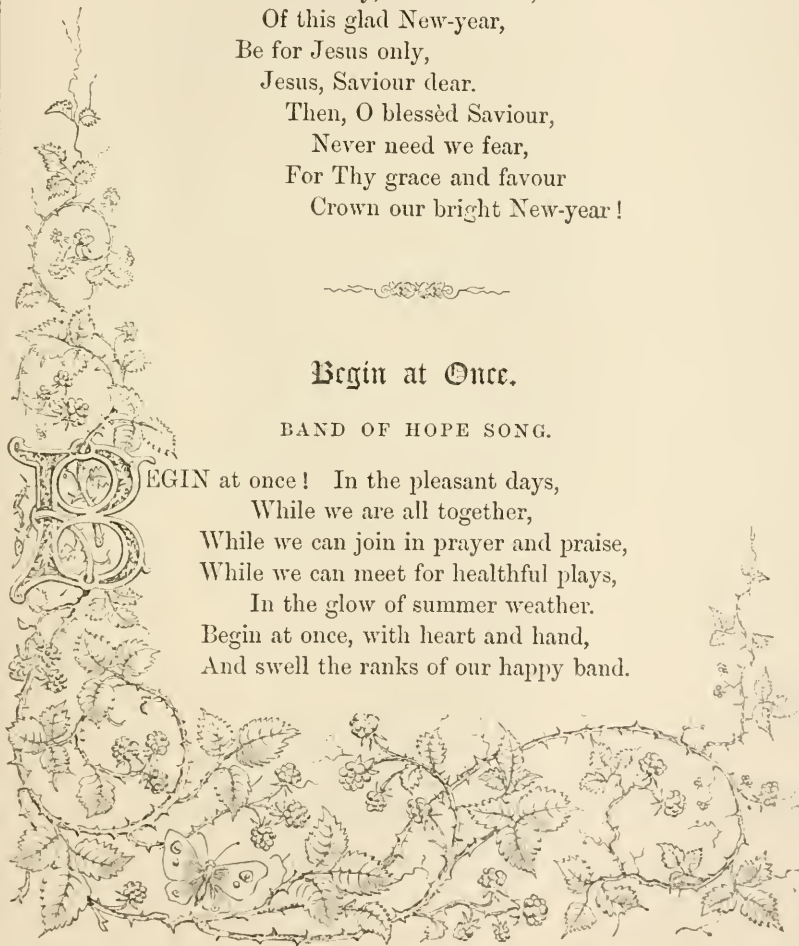 Of this glad New-year,
Be for Jesus only,
Jesus, Saviour dear.
Then, O blessèd Saviour,
Never need we fear,
For Thy grace and favour
Crown our bright New-year!
Begin at Once.
BAND OF HOPE SONG.
BEGIN at once! In the pleasant days,
While we are all together,
While we can join in prayer and praise,
While we can meet for healthful plays,
In the glow of summer weather.
Begin at once, with heart and hand,
And swell the ranks of our happy band.